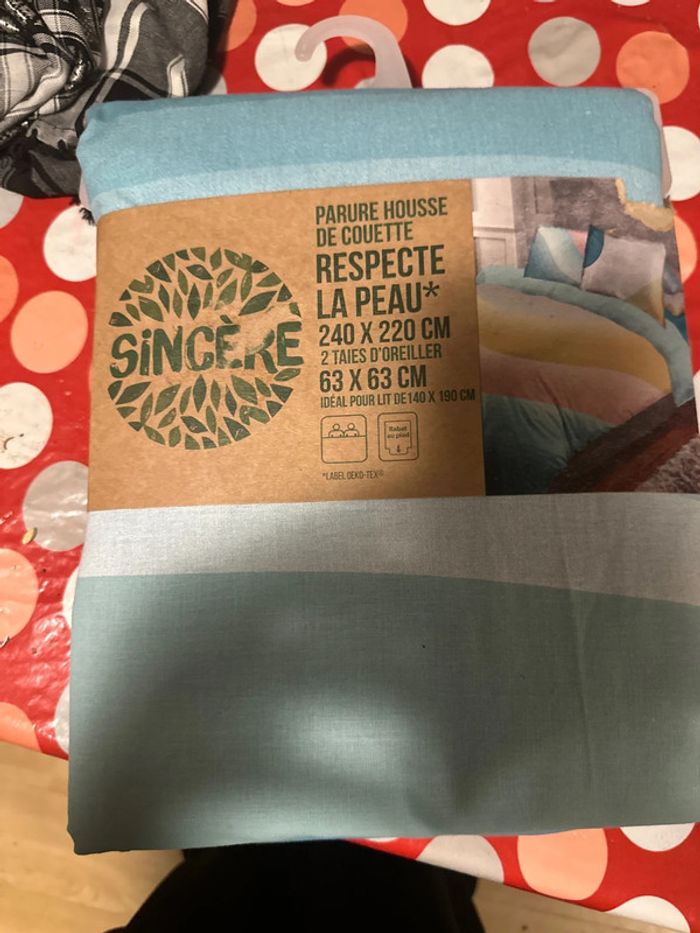 SiNCÈRE
PARURE HOUSSE
DE COUETTE
RESPECTE
LA PEAU*
240 X 220 CM
2 TAIES D'OREILLER
63 X 63 CM
IDÉAL POUR LIT DE 140 X 190 CM
Rabat
au pied
*LABEL OEKO-TEX®